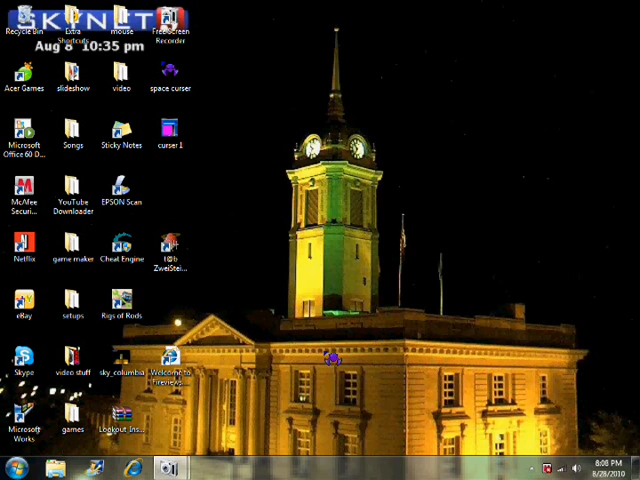 SKYNET
Aug 8 10:35 pm
Recycle Bin
Extra Shortcuts
mouse
Free Screen Recorder
Acer Games
slideshow
video
space curser
Microsoft Office 60 D...
Songs
Sticky Notes
curser 1
McAfee Securi...
YouTube Downloader
EPSON Scan
Netflix
game maker
Cheat Engine
t@b ZweiStei...
eBay
setups
Rigs of Rods
Skype
video stuff
sky_columbia
Welcome to Fireviews...
Microsoft Works
games
Lookout_Ins...
8:08 PM
8/28/2010